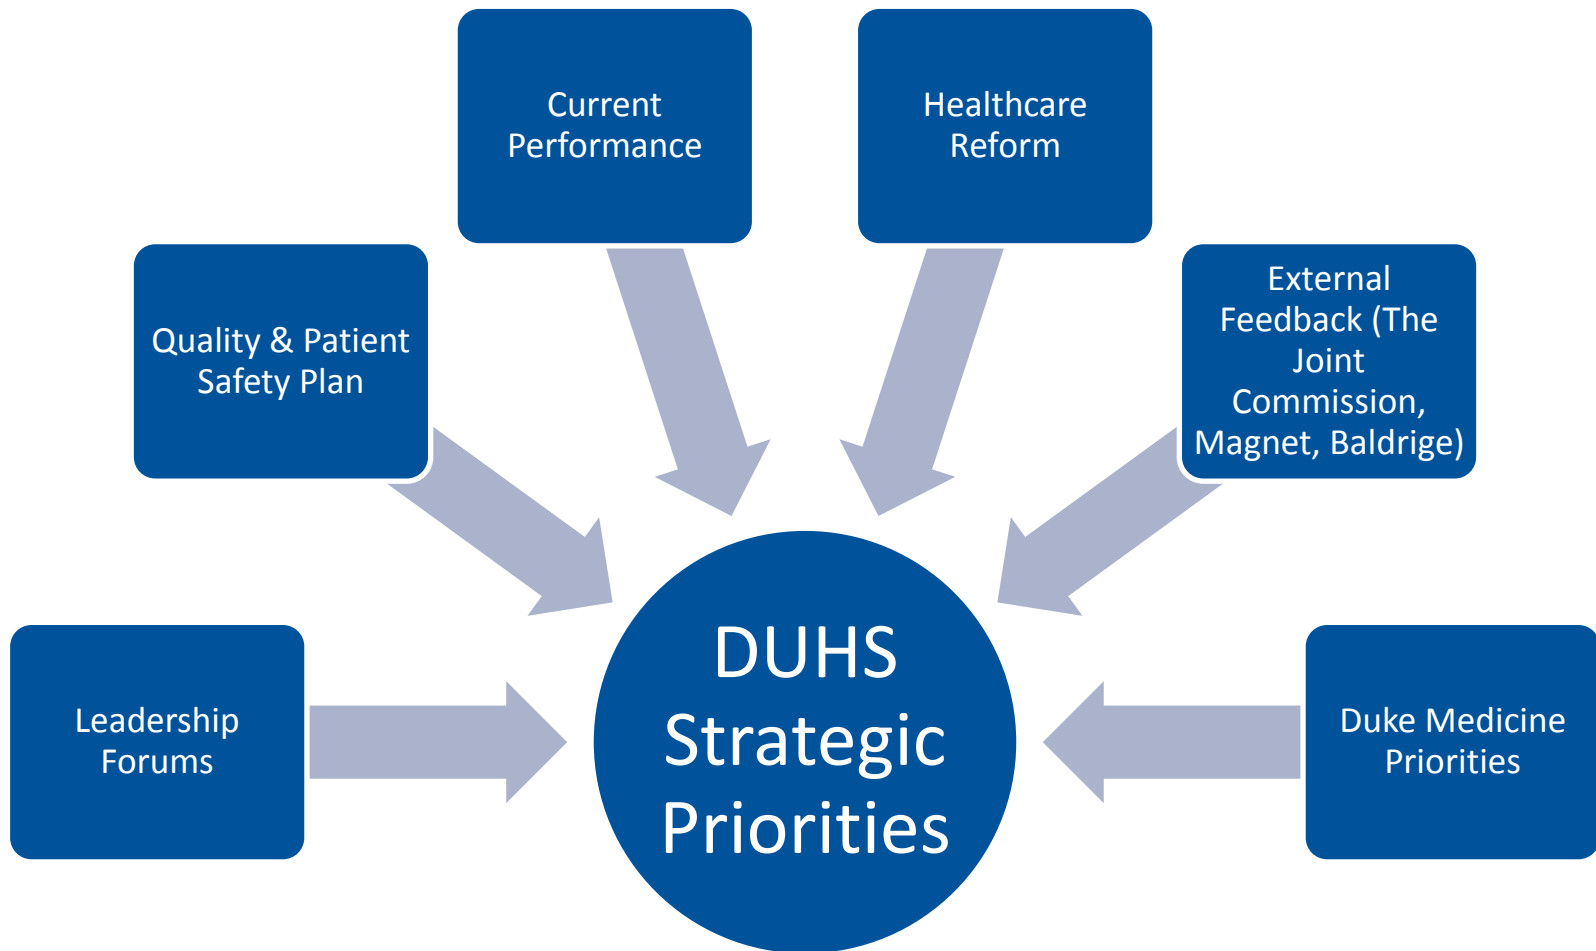 Current
Performance
Healthcare
Reform
Quality & Patient
Safety Plan
External
Feedback (The
Joint
Commission,
Magnet, Baldrige)
Leadership
Forums
DUHS
Strategic
Priorities
Duke Medicine
Priorities